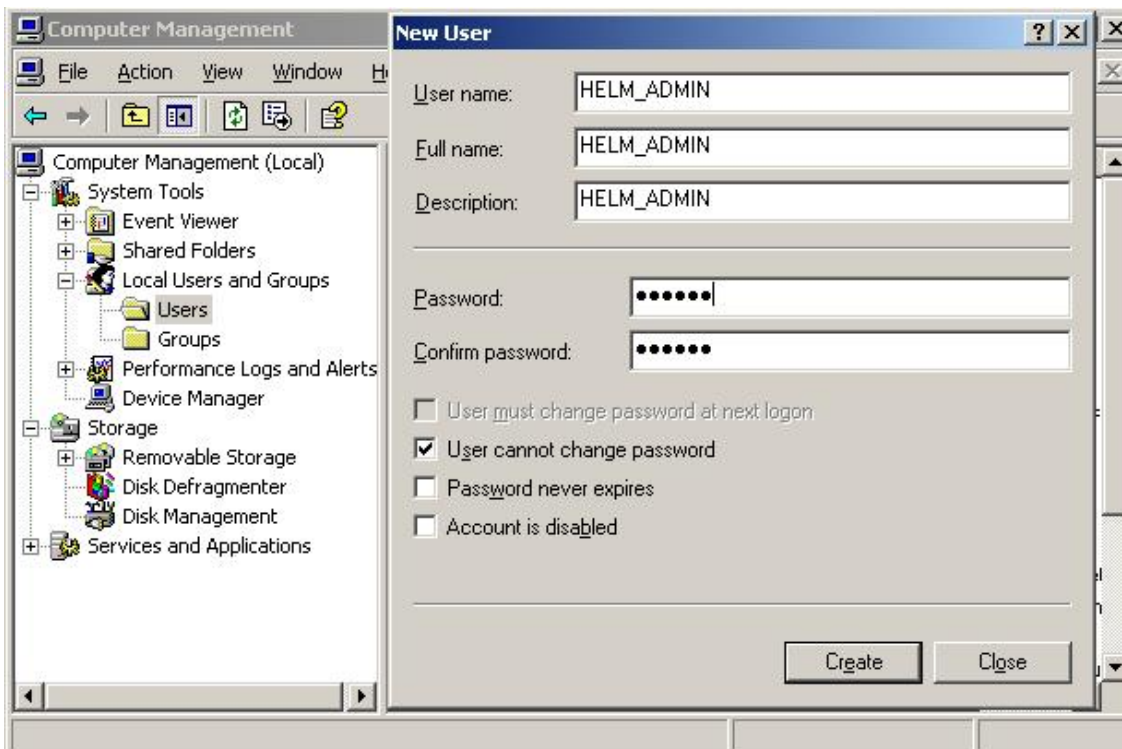 Computer Management
File Action View Window H
Computer Management (Local)
System Tools
Event Viewer
Shared Folders
Local Users and Groups
Users
Groups
Performance Logs and Alerts
Device Manager
Storage
Removable Storage
Disk Defragmenter
Disk Management
Services and Applications
New User
User name: HELM_ADMIN
Full name: HELM_ADMIN
Description: HELM_ADMIN
Password: ••••••
Confirm password: ••••••
User must change password at next logon
User cannot change password
Password never expires
Account is disabled
Create Close